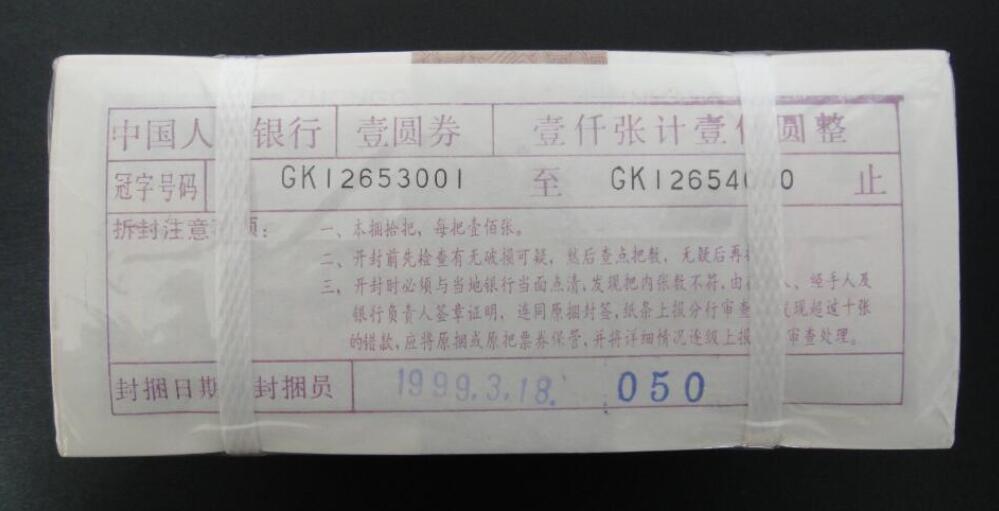 中国人 银行 壹圆券 壹仟张计壹 圆整
冠字号码 GK12653001 至 GK12654 0 止
拆封注意 项：
一、本捆拾把，每把壹佰张。
二、开封前先检查有无破损可疑，然后查点把数，无疑后再
三、开封时必须与当地银行当面点清，发现把内张数不符，由 人、经手人及
银行负责人签章证明，连同原捆封签，纸条上报分行审查 发现超过十张
的错款，应将原捆或原把票券保管，并将详细情况逐级上报 审查处理。
封捆日期 封捆员 1999.3.18. 050